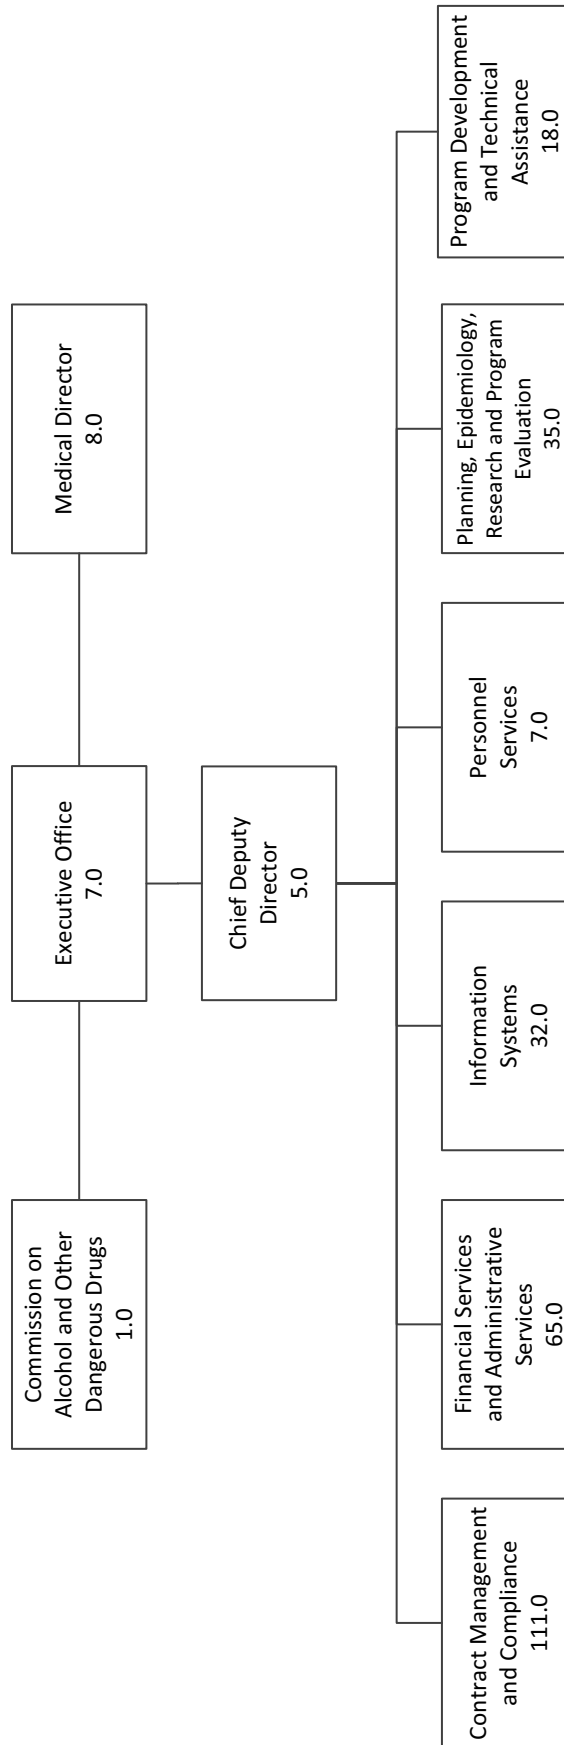 Commission on
Alcohol and Other
Dangerous Drugs
1.0
Executive Office
7.0
Medical Director
8.0
Chief Deputy
Director
5.0
Contract Management
and Compliance
111.0
Financial Services
and Administrative
Services
65.0
Information
Systems
32.0
Personnel
Services
7.0
Planning, Epidemiology,
Research and Program
Evaluation
35.0
Program Development
and Technical
Assistance
18.0